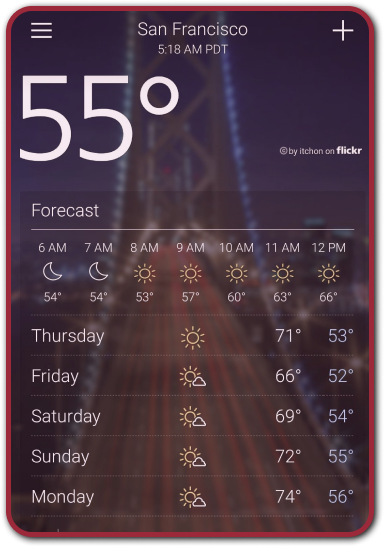 San Francisco
5:18 AM PDT
55°
© by itchon on flickr
Forecast
6 AM 7 AM 8 AM 9 AM 10 AM 11 AM 12 PM
54° 54° 53° 57° 60° 63° 66°
Thursday 71° 53°
Friday 66° 52°
Saturday 69° 54°
Sunday 72° 55°
Monday 74° 56°